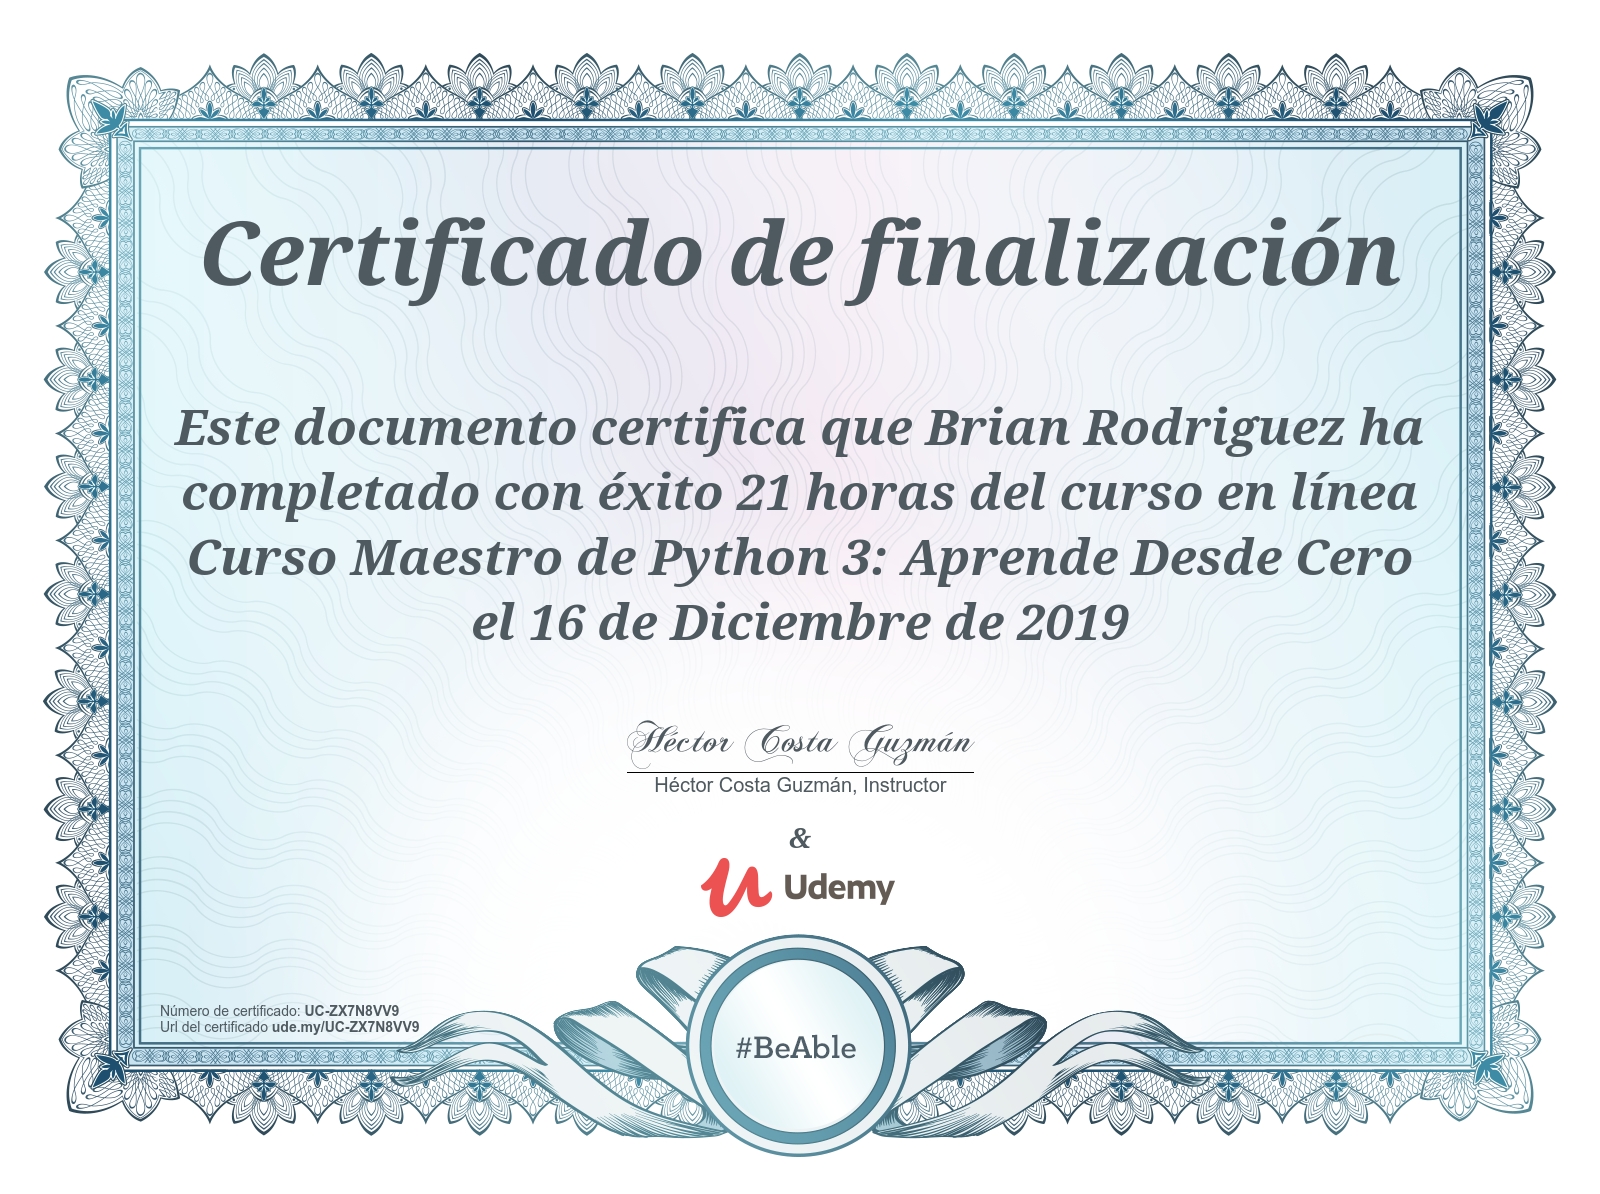 Certificado de finalización
Este documento certifica que Brian Rodriguez ha
completado con éxito 21 horas del curso en línea
Curso Maestro de Python 3: Aprende Desde Cero
el 16 de Diciembre de 2019
Héctor Costa Guzmán
Héctor Costa Guzmán, Instructor
&
Udemy
Número de certificado: UC-ZX7N8VV9
Url del certificado ude.my/UC-ZX7N8VV9
#BeAble